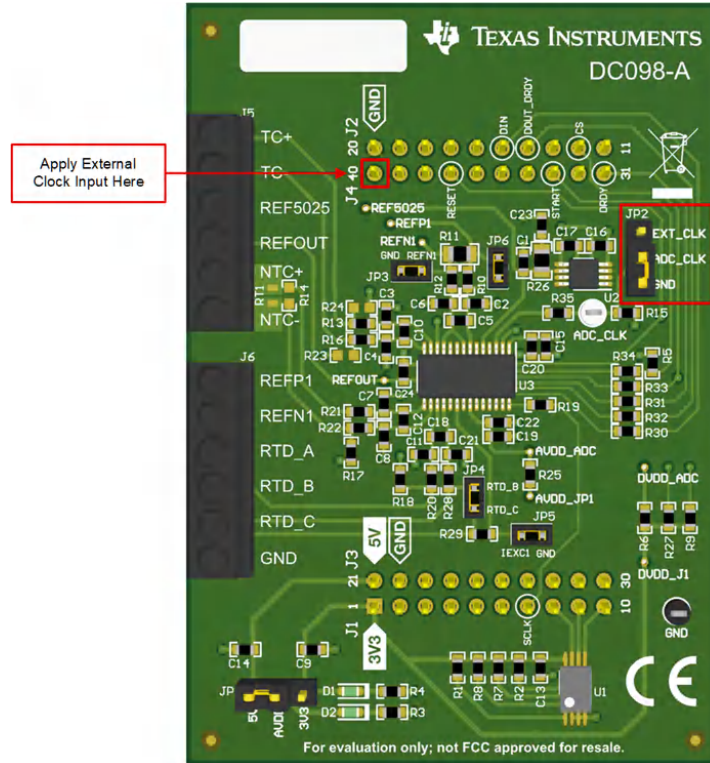 TEXAS INSTRUMENTS
DC098-A
Apply External
Clock Input Here
J5
TC+
TC
REF5025
REFOUT
NTC+
NTC-
J6
REFP1
REFN1
RTD_A
RTD_B
RTD_C
GND
GND
J2
20
DIN
DOUT_DRDY
CS
11
J4
40
RESET
START
DRDY
31
REF5025
REFP1
REFN1
GND REFN1
JP3
R11
JP6
C23
C1
C17
C16
R26
U2
JP2
EXT_CLK
ADC_CLK
GND
R12
R10
C6
C2
C5
RT1
R14
R24
R13
R16
R23
C3
C10
C4
R35
R15
ADC_CLK
C15
C20
REFOUT
C24
U3
R34
R5
R33
R31
R32
R30
C7
R21
R22
C12
C8
R17
R19
C18
C22
C19
C11
C21
AVDD_ADC
R25
AVDD_JP1
JP4
RTD_B
RTD_C
R18
R20
R28
R29
JP5
IEXC1 GND
DVDD_ADC
R6
R27
R9
DVDD_J1
5V
GND
J3
21
30
J1
1
10
SCLK
3V3
GND
C14
C9
JP
5V
AVDD
3V3
D1
R4
D2
R3
R1
R8
R7
R2
C13
U1
CE
For evaluation only; not FCC approved for resale.